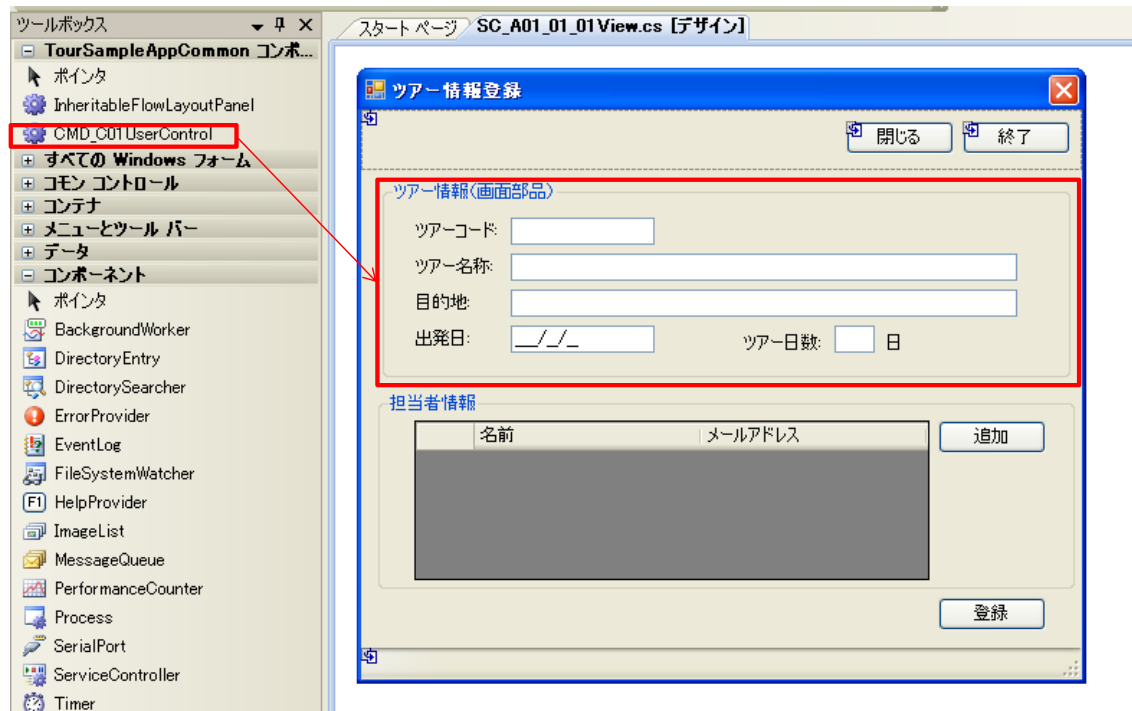 ツールボックス
スタート ページ
SC_A01_01_01View.cs [デザイン]
TourSampleAppCommon コンポ...
ポインタ
InheritableFlowLayoutPanel
CMD_C01UserControl
すべての Windows フォーム
コモン コントロール
コンテナ
メニューとツール バー
データ
コンポーネント
ポインタ
BackgroundWorker
DirectoryEntry
DirectorySearcher
ErrorProvider
EventLog
FileSystemWatcher
HelpProvider
ImageList
MessageQueue
PerformanceCounter
Process
SerialPort
ServiceController
Timer
ツアー情報登録
閉じる
終了
ツアー情報(画面部品)
ツアーコード:
ツアー名称:
目的地:
出発日: __/_/_ ツアー日数: 日
担当者情報
名前 メールアドレス
追加
登録